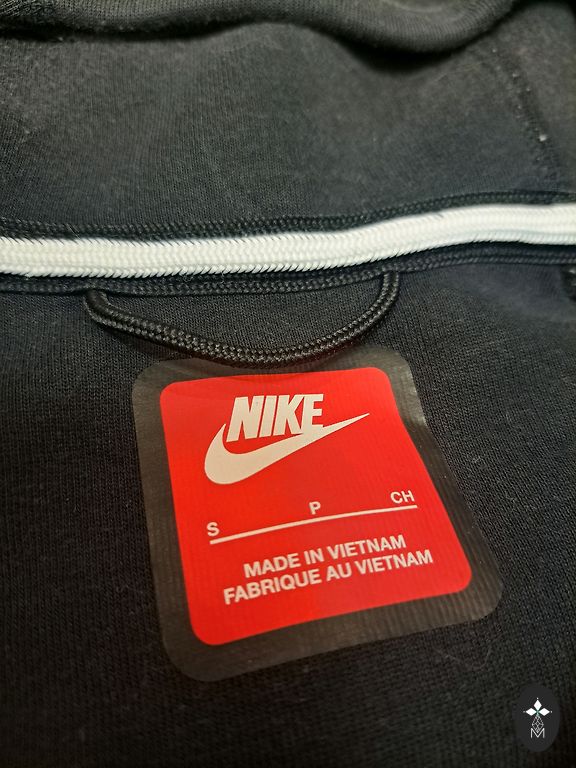 NIKE
S P CH
MADE IN VIETNAM
FABRIQUE AU VIETNAM
M